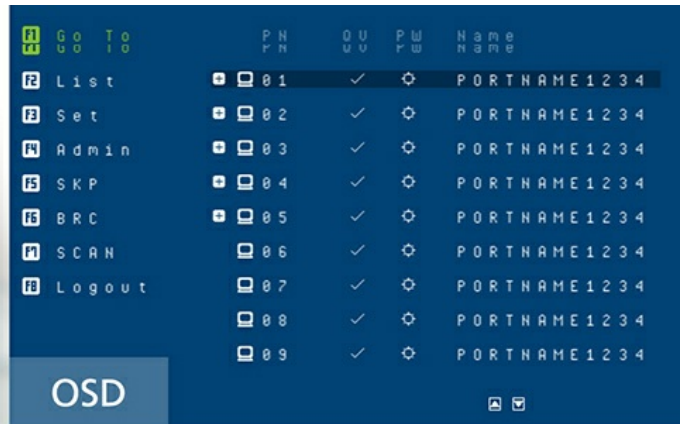 F1 Go To PN QV PW Name
F2 List 01 PORTNAME1234
F3 Set 02 PORTNAME1234
F4 Admin 03 PORTNAME1234
F5 SKP 04 PORTNAME1234
F6 BRC 05 PORTNAME1234
F7 SCAN 06 PORTNAME1234
F8 Logout 07 PORTNAME1234
08 PORTNAME1234
09 PORTNAME1234
OSD